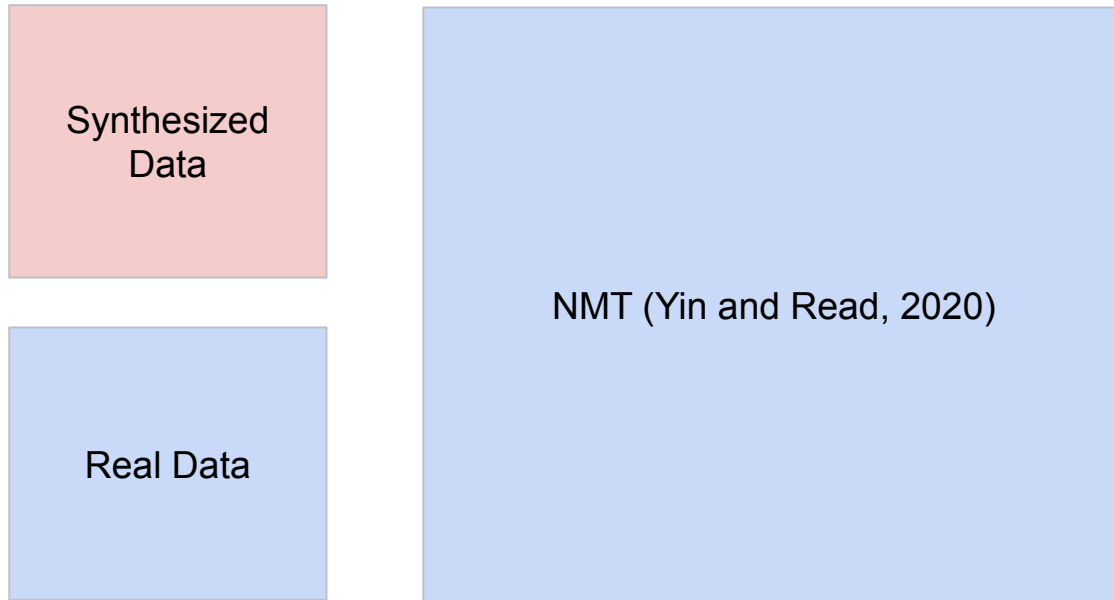 Synthesized
Data
NMT (Yin and Read, 2020)
Real Data